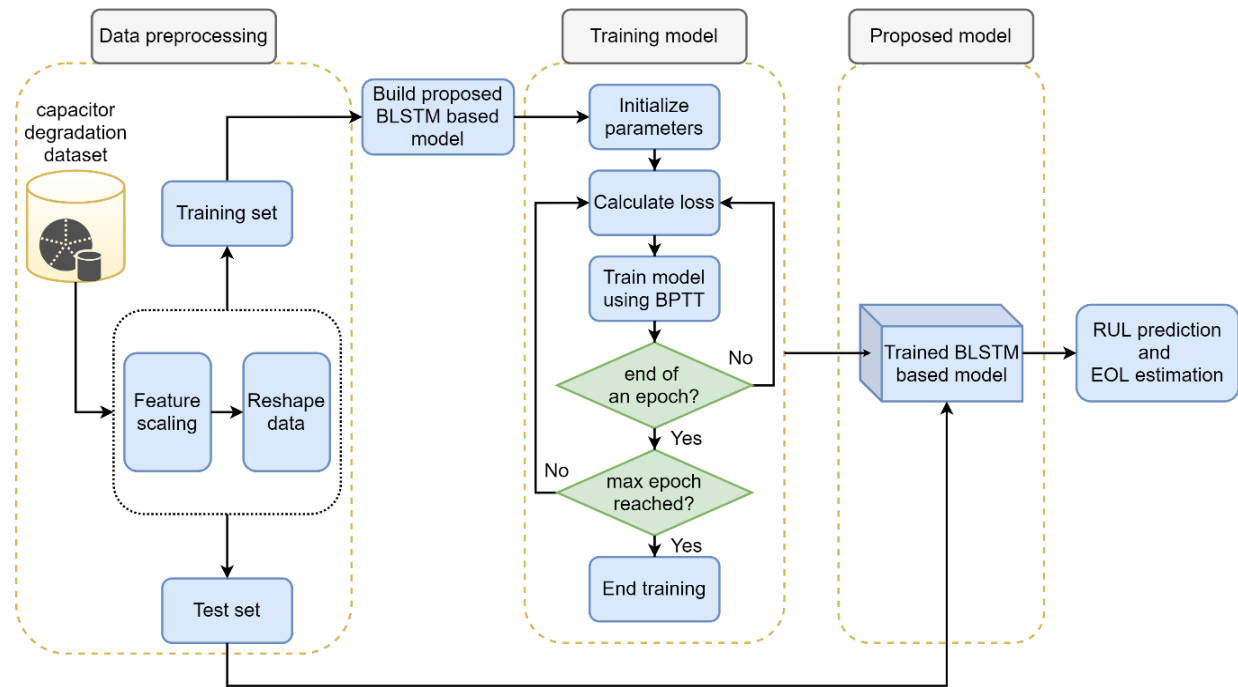 Data preprocessing
Training model
Proposed model
capacitor
degradation
dataset
Training set
Feature
scaling
Reshape
data
Test set
Build proposed
BLSTM based
model
Initialize
parameters
Calculate loss
Train model
using BPTT
end of
an epoch?
No
Yes
max epoch
reached?
No
Yes
End training
Trained BLSTM
based model
RUL prediction
and
EOL estimation